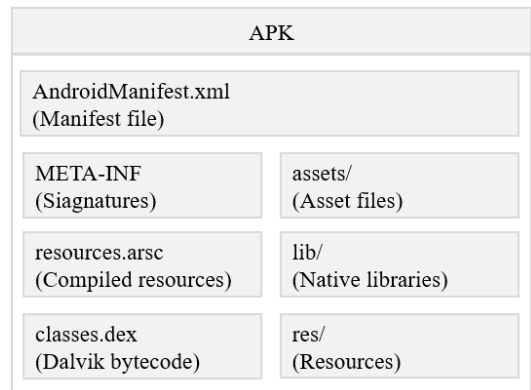 APK
AndroidManifest.xml
(Manifest file)
META-INF
(Siagnatures)
assets/
(Asset files)
resources.arsc
(Compiled resources)
lib/
(Native libraries)
classes.dex
(Dalvik bytecode)
res/
(Resources)